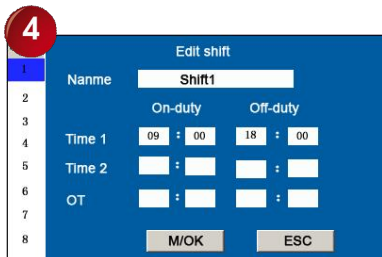 4
Edit shift
1
Nanme Shift1
2
On-duty Off-duty
3
4 Time 1 09 : 00 18 : 00
5 Time 2 : :
6 OT : :
7
8 M/OK ESC